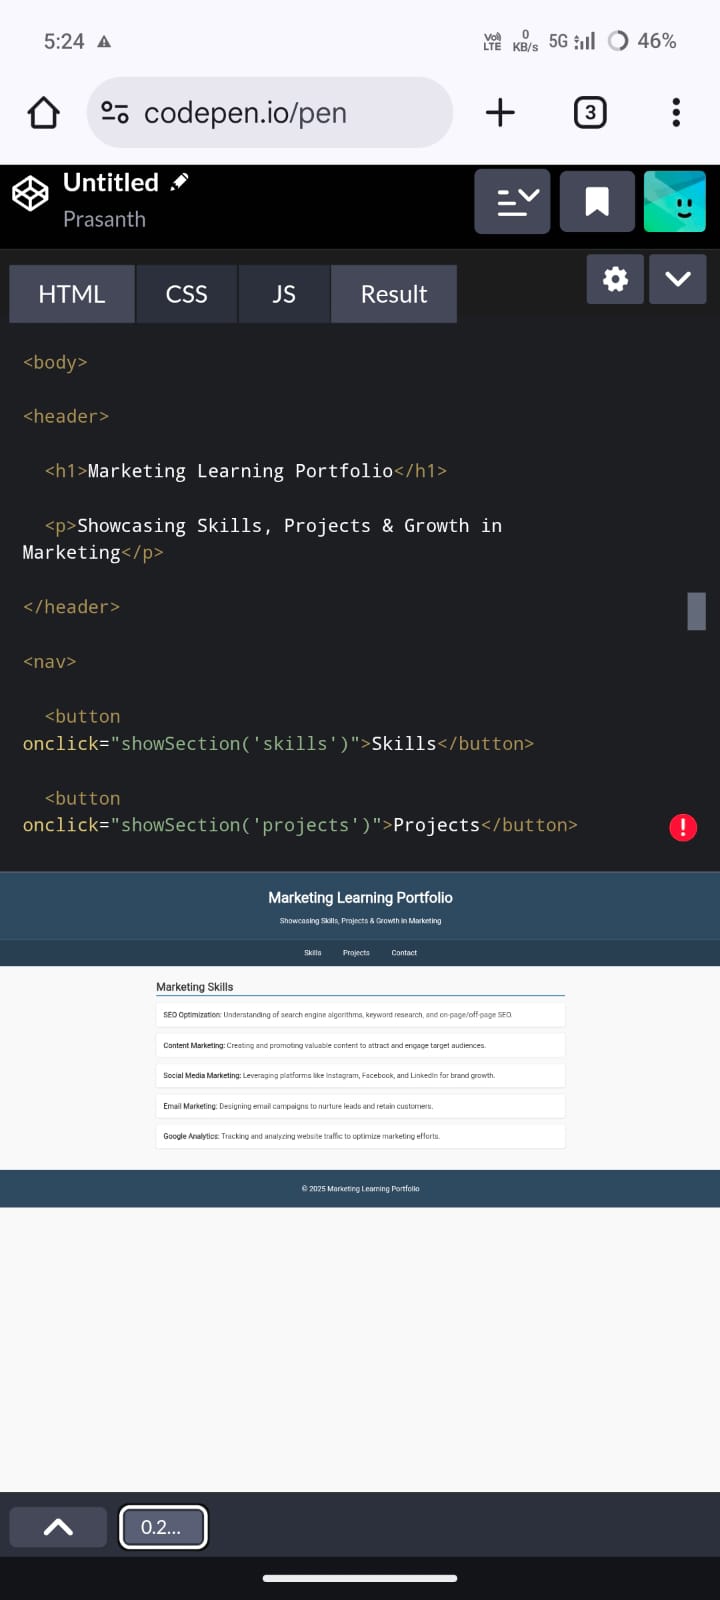 5:24
Vo) LTE 0 KB/s 5G 46%
codepen.io/pen
3
Untitled
Prasanth
HTML CSS JS Result
<body>
<header>
<h1>Marketing Learning Portfolio</h1>
<p>Showcasing Skills, Projects & Growth in
Marketing</p>
</header>
<nav>
<button
onclick="showSection('skills')">Skills</button>
<button
onclick="showSection('projects')">Projects</button>
!
Marketing Learning Portfolio
Showcasing Skills, Projects & Growth in Marketing
Skills Projects Contact
Marketing Skills
SEO Optimization: Understanding of search engine algorithms, keyword research, and on-page/off-page SEO.
Content Marketing: Creating and promoting valuable content to attract and engage target audiences.
Social Media Marketing: Leveraging platforms like Instagram, Facebook, and LinkedIn for brand growth.
Email Marketing: Designing email campaigns to nurture leads and retain customers.
Google Analytics: Tracking and analyzing website traffic to optimize marketing efforts.
© 2025 Marketing Learning Portfolio
0.2...